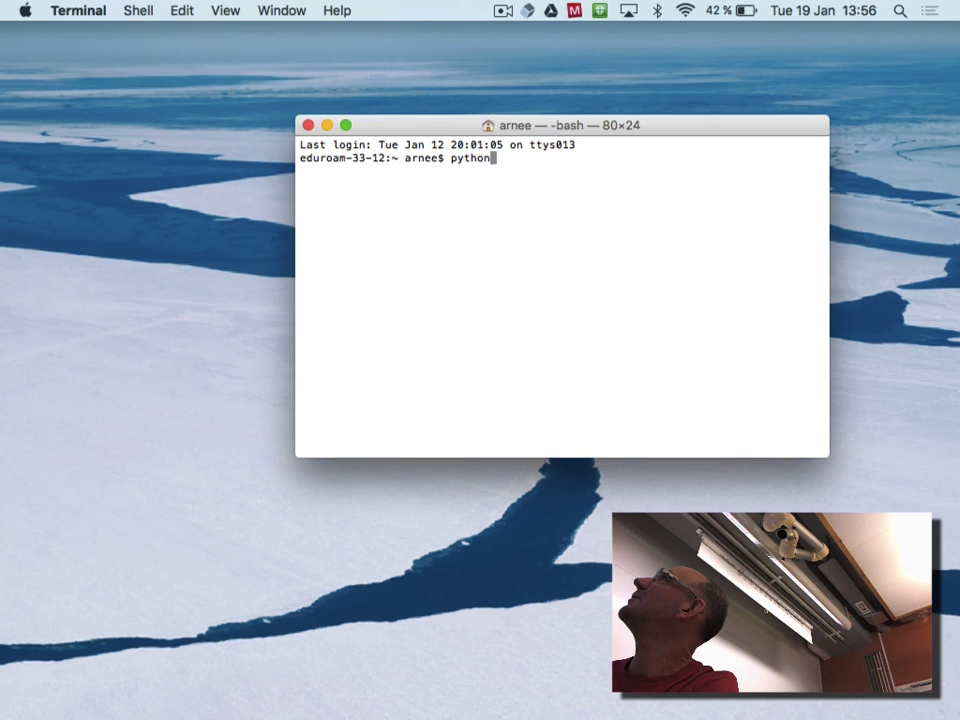 Terminal Shell Edit View Window Help M 42 % Tue 19 Jan 13:56
arnee — -bash — 80×24
Last login: Tue Jan 12 20:01:05 on ttys013
eduroam-33-12:~ arnee$ python